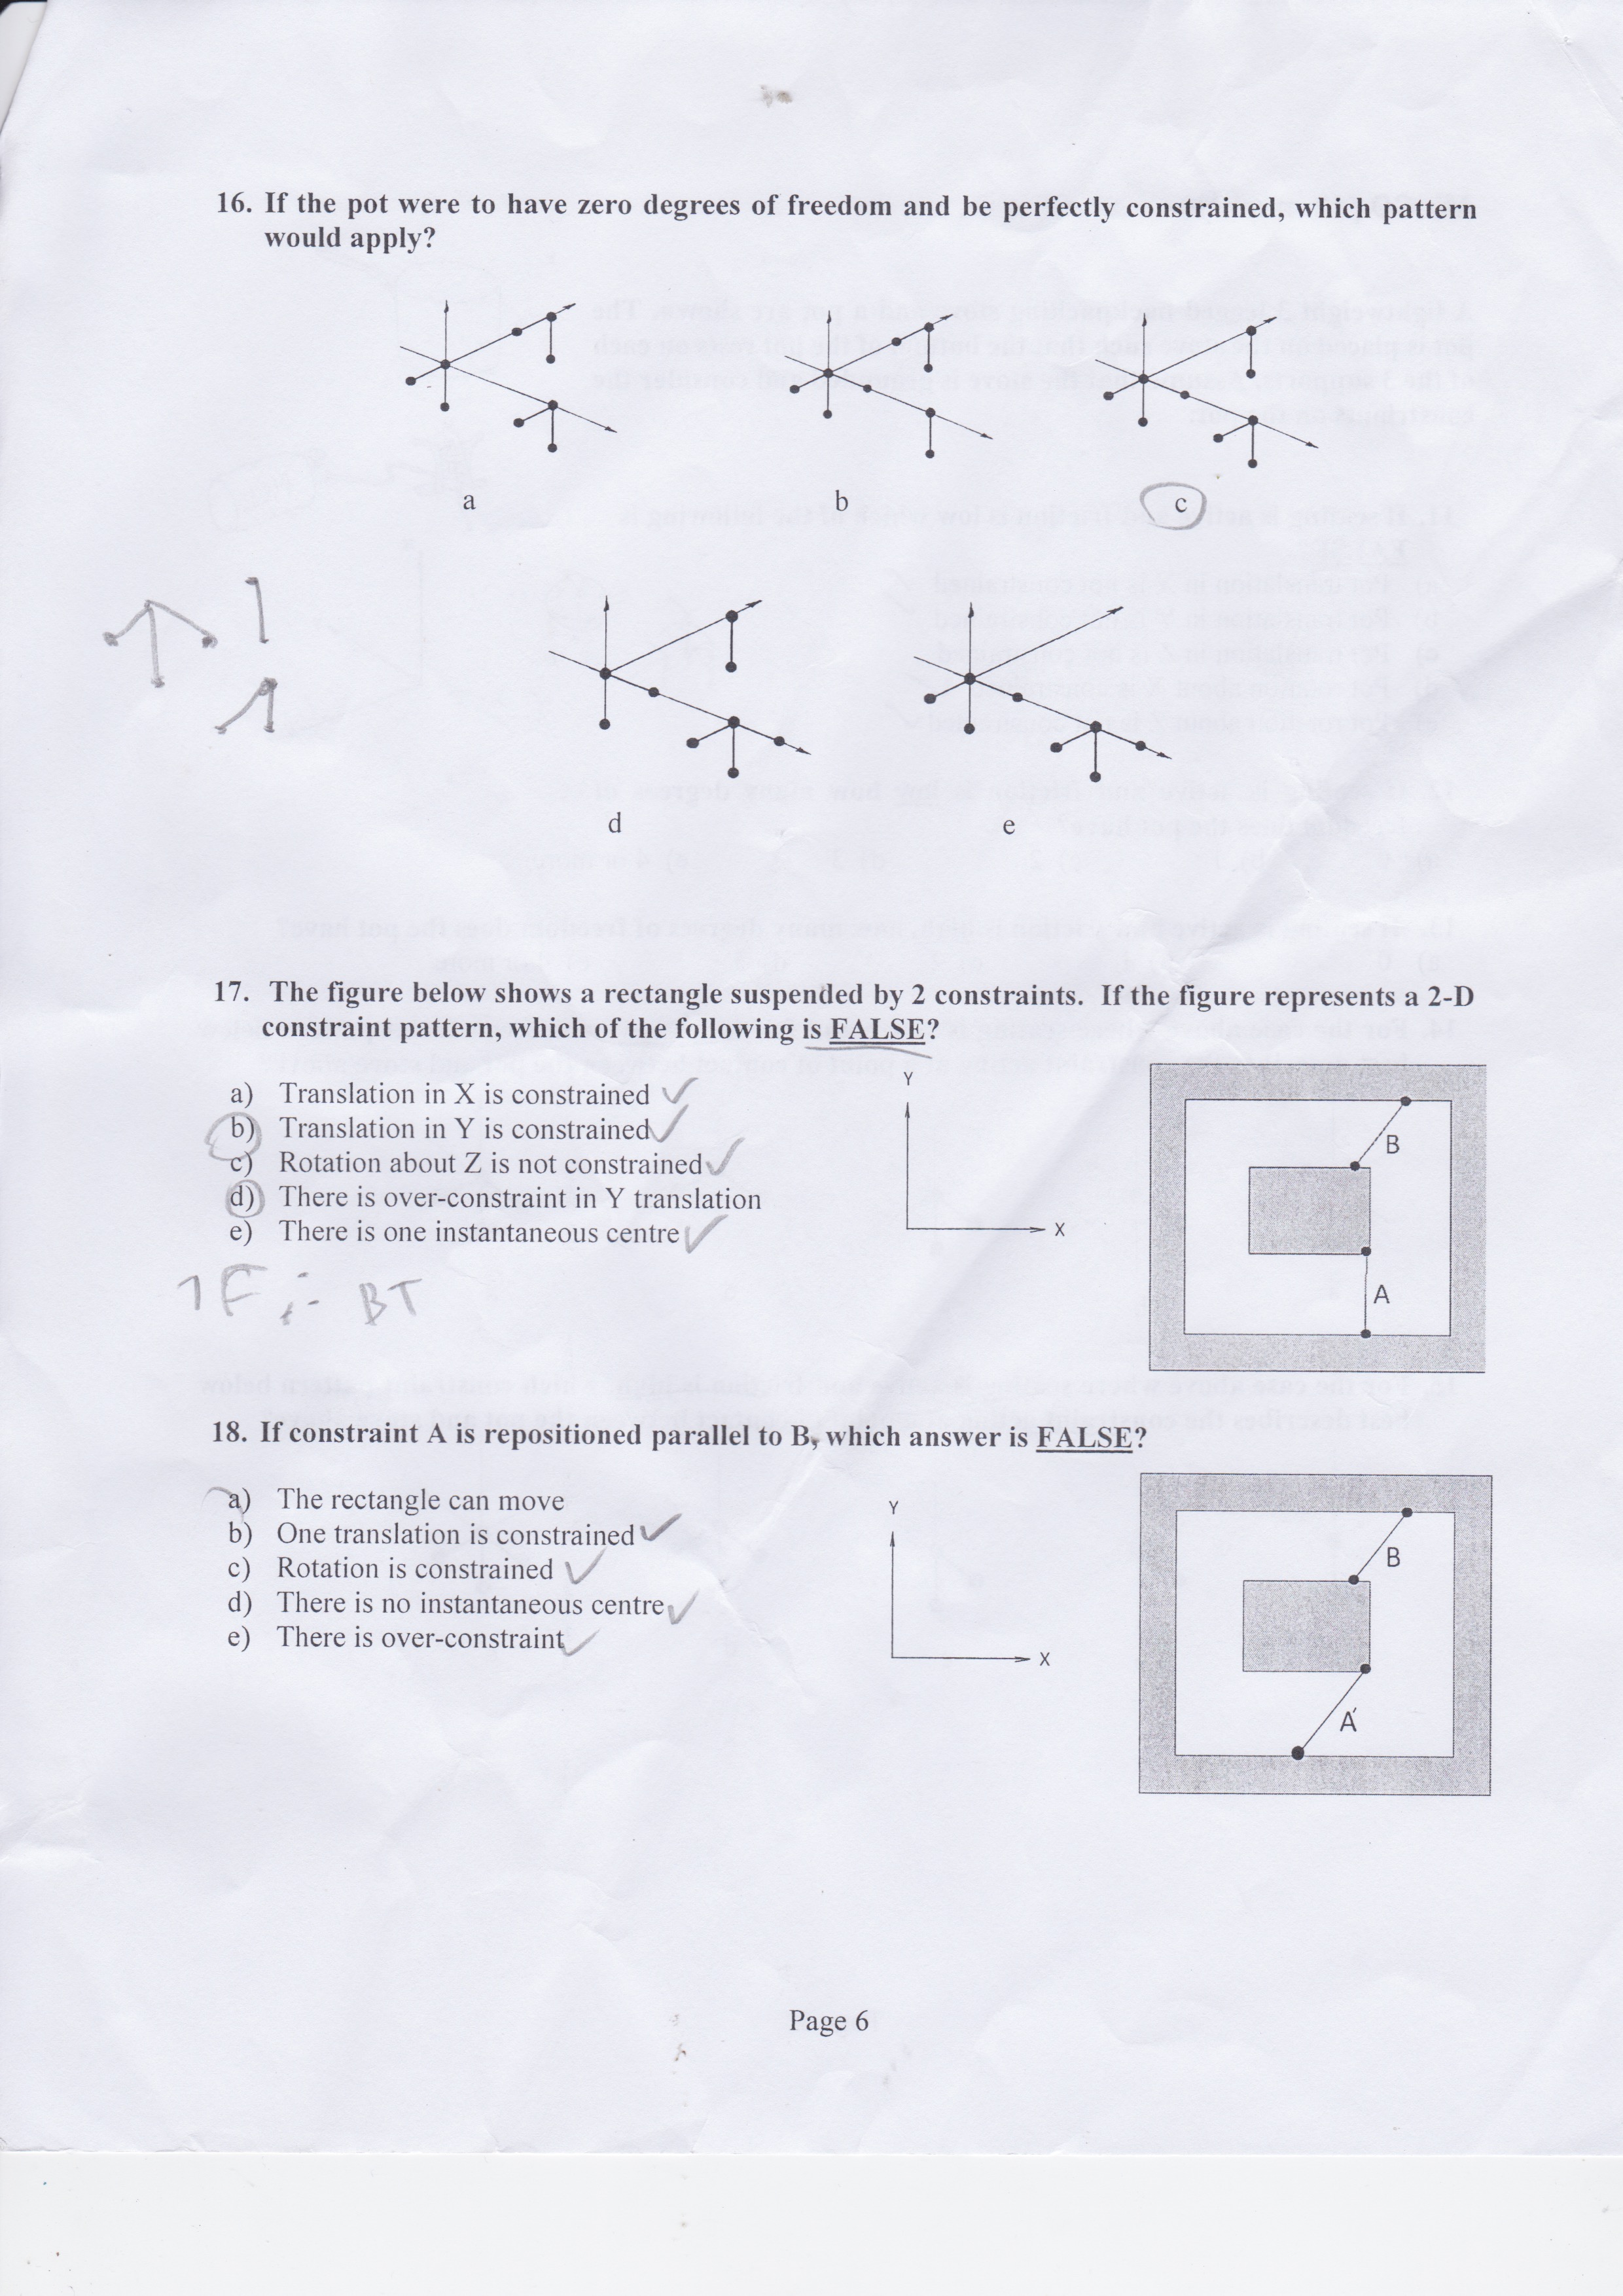 16. If the pot were to have zero degrees of freedom and be perfectly constrained, which pattern
would apply?
a
b
c
d
e
17. The figure below shows a rectangle suspended by 2 constraints. If the figure represents a 2-D
constraint pattern, which of the following is FALSE?
a) Translation in X is constrained
b) Translation in Y is constrained
c) Rotation about Z is not constrained
d) There is over-constraint in Y translation
e) There is one instantaneous centre
Y
X
B
A
BT
18. If constraint A is repositioned parallel to B, which answer is FALSE?
a) The rectangle can move
b) One translation is constrained
c) Rotation is constrained
d) There is no instantaneous centre
e) There is over-constraint
Y
X
B
A'
Page 6